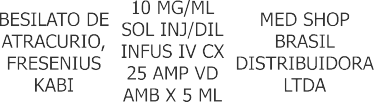 BESILATO DE
ATRACURIO,
FRESENIUS
KABI
10 MG/ML
SOL INJ/DIL
INFUS IV CX
25 AMP VD
AMB X 5 ML
MED SHOP
BRASIL
DISTRIBUIDORA
LTDA